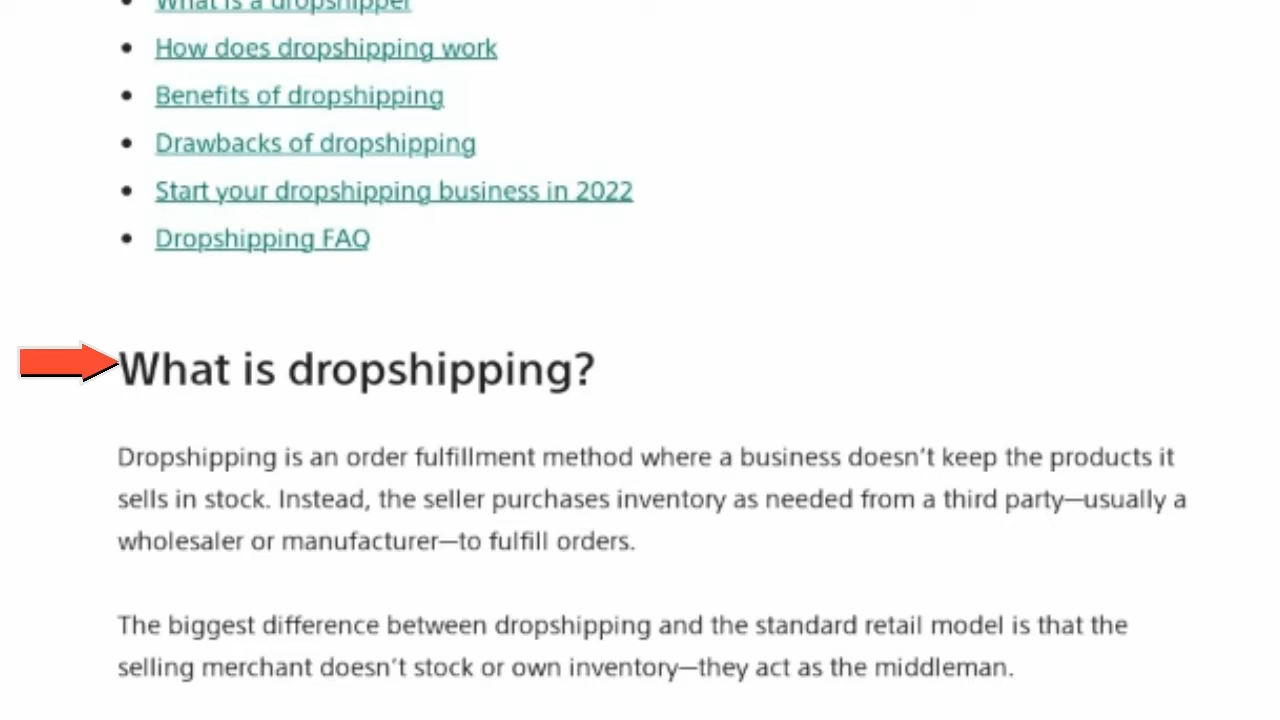 What is a dropshipper
How does dropshipping work
Benefits of dropshipping
Drawbacks of dropshipping
Start your dropshipping business in 2022
Dropshipping FAQ
What is dropshipping?
Dropshipping is an order fulfillment method where a business doesn’t keep the products it
sells in stock. Instead, the seller purchases inventory as needed from a third party—usually a
wholesaler or manufacturer—to fulfill orders.
The biggest difference between dropshipping and the standard retail model is that the
selling merchant doesn’t stock or own inventory—they act as the middleman.